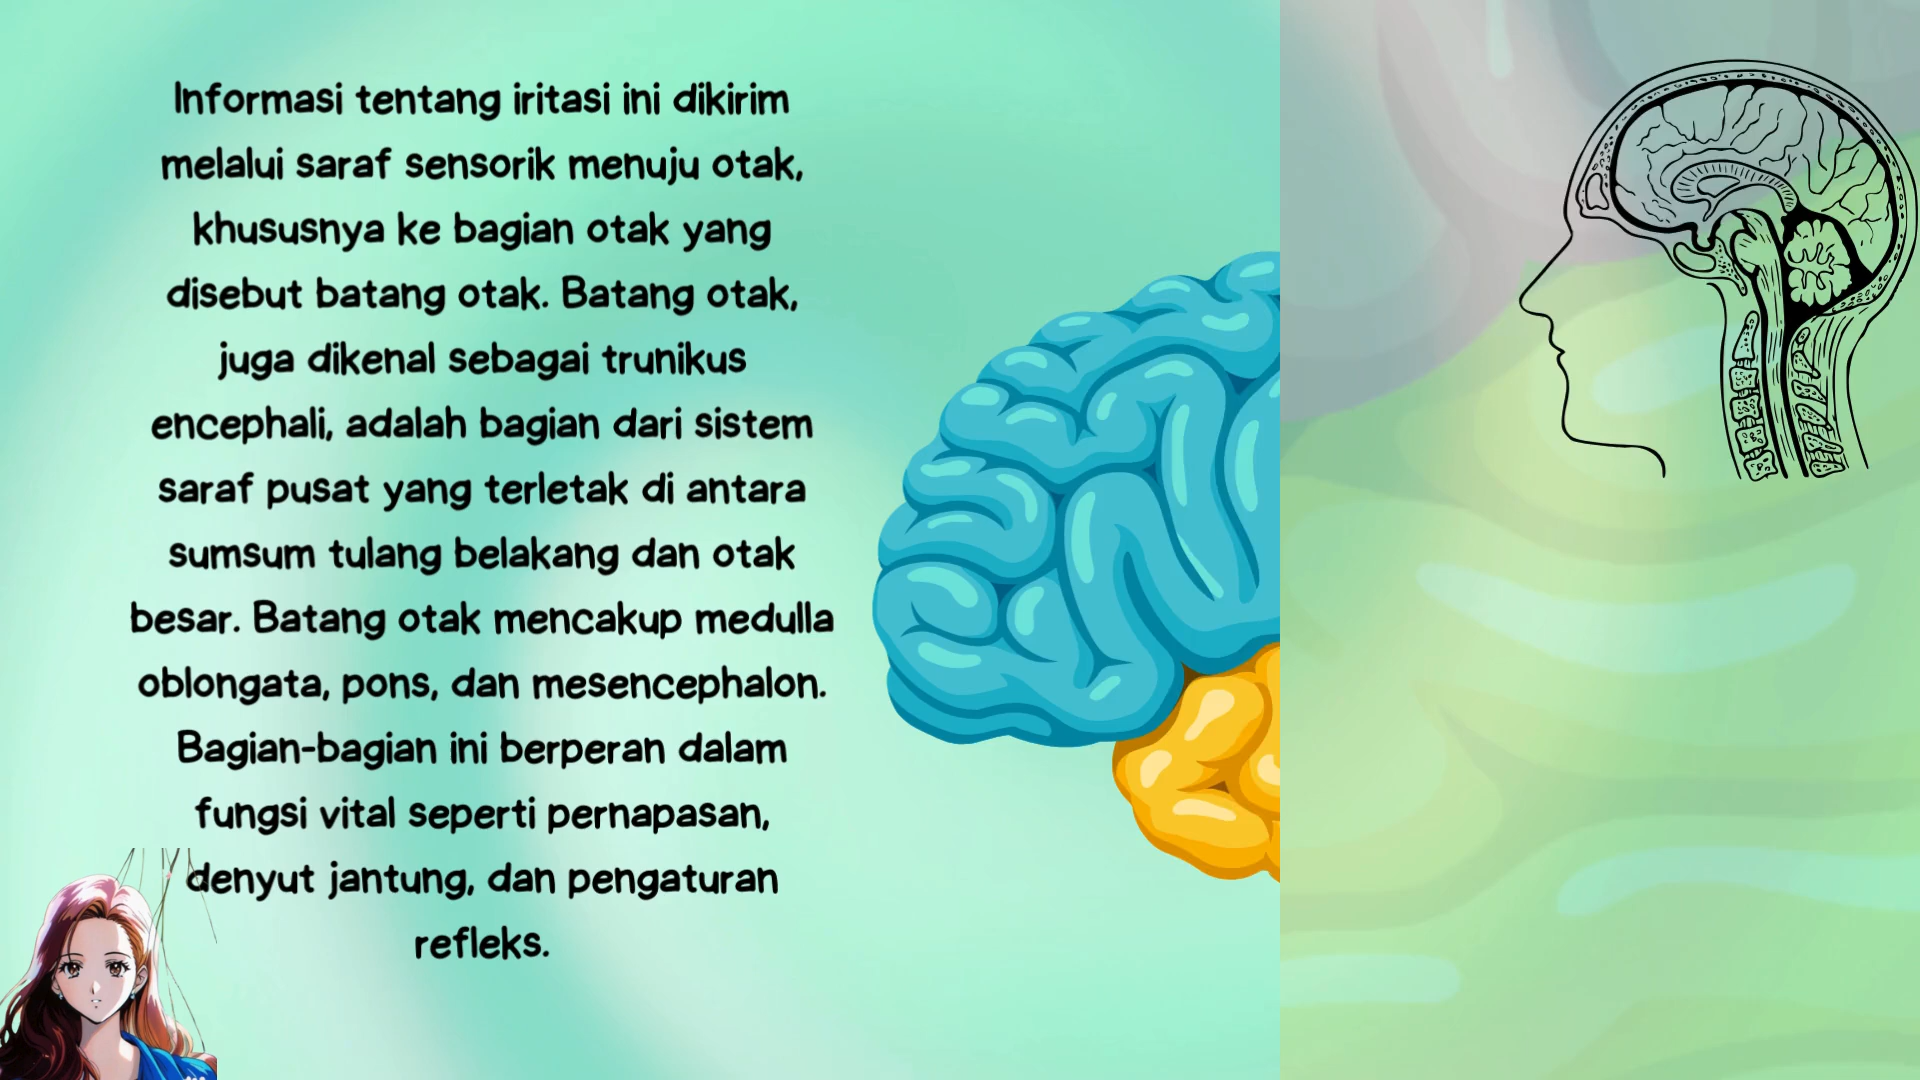 Informasi tentang iritasi ini dikirim
melalui saraf sensorik menuju otak,
khususnya ke bagian otak yang
disebut batang otak. Batang otak,
juga dikenal sebagai trunikus
encephali, adalah bagian dari sistem
saraf pusat yang terletak di antara
sumsum tulang belakang dan otak
besar. Batang otak mencakup medulla
oblongata, pons, dan mesencephalon.
Bagian-bagian ini berperan dalam
fungsi vital seperti pernapasan,
denyut jantung, dan pengaturan
refleks.